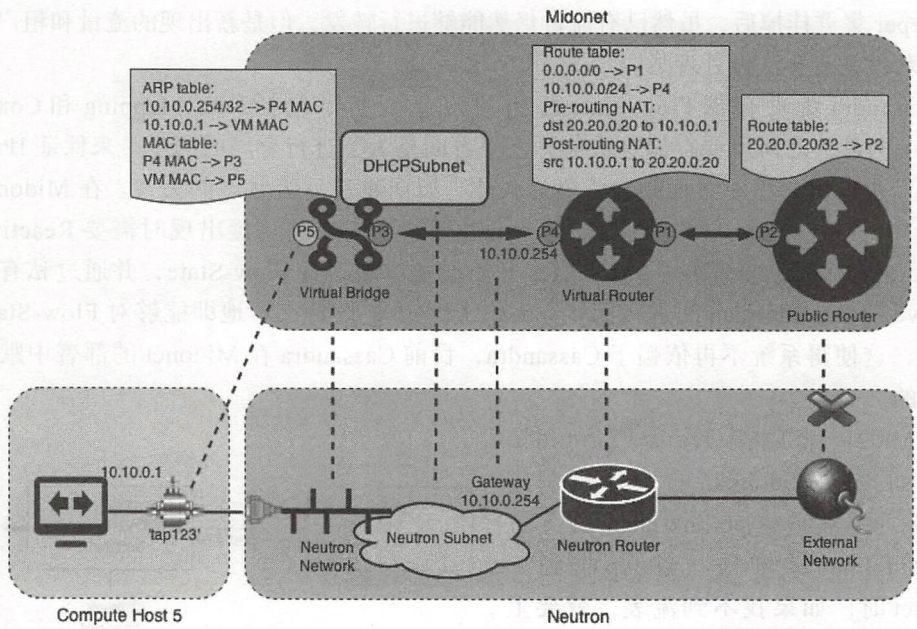 Midonet
ARP table:
10.10.0.254/32 --> P4 MAC
10.10.0.1 --> VM MAC
MAC table:
P4 MAC --> P3
VM MAC --> P5
DHCPSubnet
Route table:
0.0.0.0/0 --> P1
10.10.0.0/24 --> P4
Pre-routing NAT:
dst 20.20.0.20 to 10.10.0.1
Post-routing NAT:
src 10.10.0.1 to 20.20.0.20
Route table:
20.20.0.20/32 --> P2
P5
P3
P4
P1
P2
10.10.0.254
Virtual Bridge
Virtual Router
Public Router
10.10.0.1
'tap123'
Gateway
10.10.0.254
Neutron
Network
Neutron Subnet
Neutron Router
External
Network
Compute Host 5
Neutron